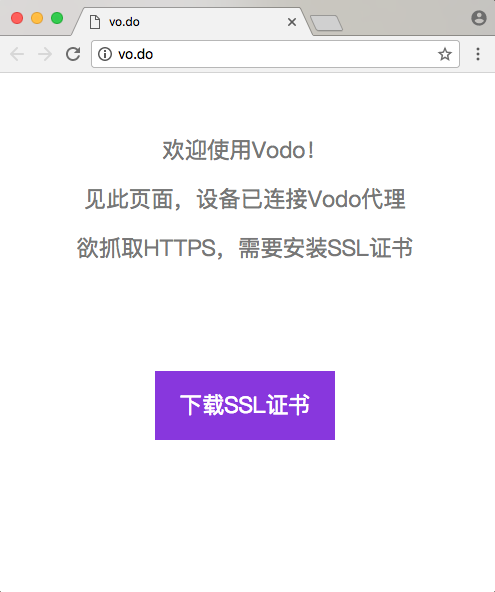 vo.do
vo.do
欢迎使用Vodo！
见此页面，设备已连接Vodo代理
欲抓取HTTPS，需要安装SSL证书
下载SSL证书